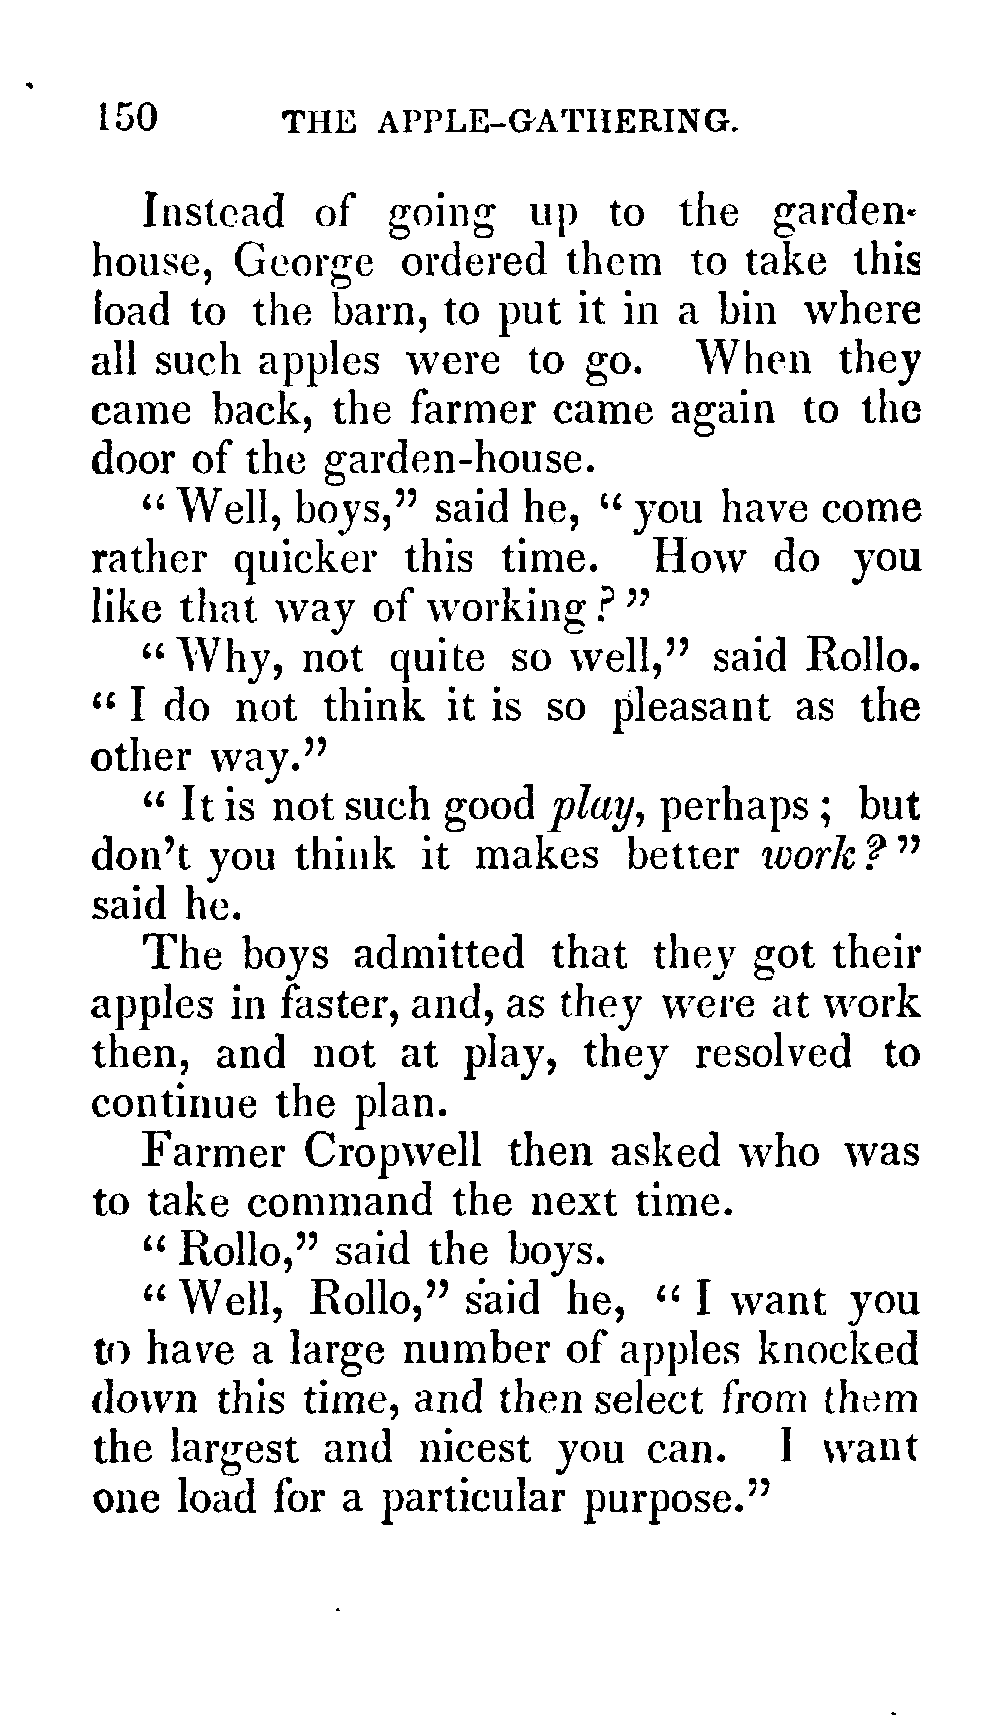 150 THE APPLE-GATHERING.
Instead of going up to the garden-
house, George ordered them to take this
load to the barn, to put it in a bin where
all such apples were to go. When they
came back, the farmer came again to the
door of the garden-house.
“ Well, boys,” said he, “ you have come
rather quicker this time. How do you
like that way of working ? ”
“ Why, not quite so well,” said Rollo.
“ I do not think it is so pleasant as the
other way.”
“ It is not such good play, perhaps ; but
don’t you think it makes better work ? ”
said he.
The boys admitted that they got their
apples in faster, and, as they were at work
then, and not at play, they resolved to
continue the plan.
Farmer Cropwell then asked who was
to take command the next time.
“ Rollo,” said the boys.
“ Well, Rollo,” said he, “ I want you
to have a large number of apples knocked
down this time, and then select from them
the largest and nicest you can. I want
one load for a particular purpose.”